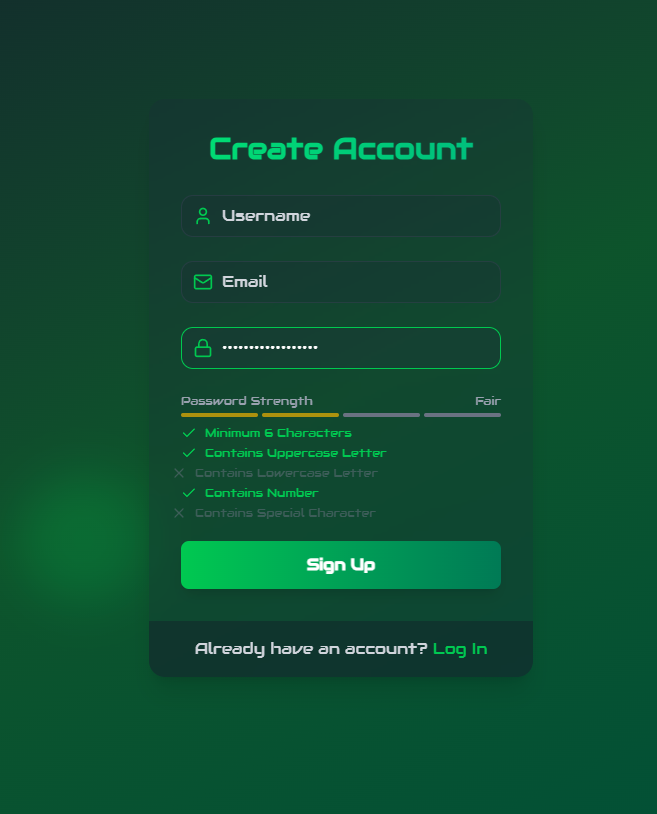 Create Account
Username
Email
••••••••••••••••••
Password Strength Fair
Minimum 6 Characters
Contains Uppercase Letter
Contains Lowercase Letter
Contains Number
Contains Special Character
Sign Up
Already have an account? Log In